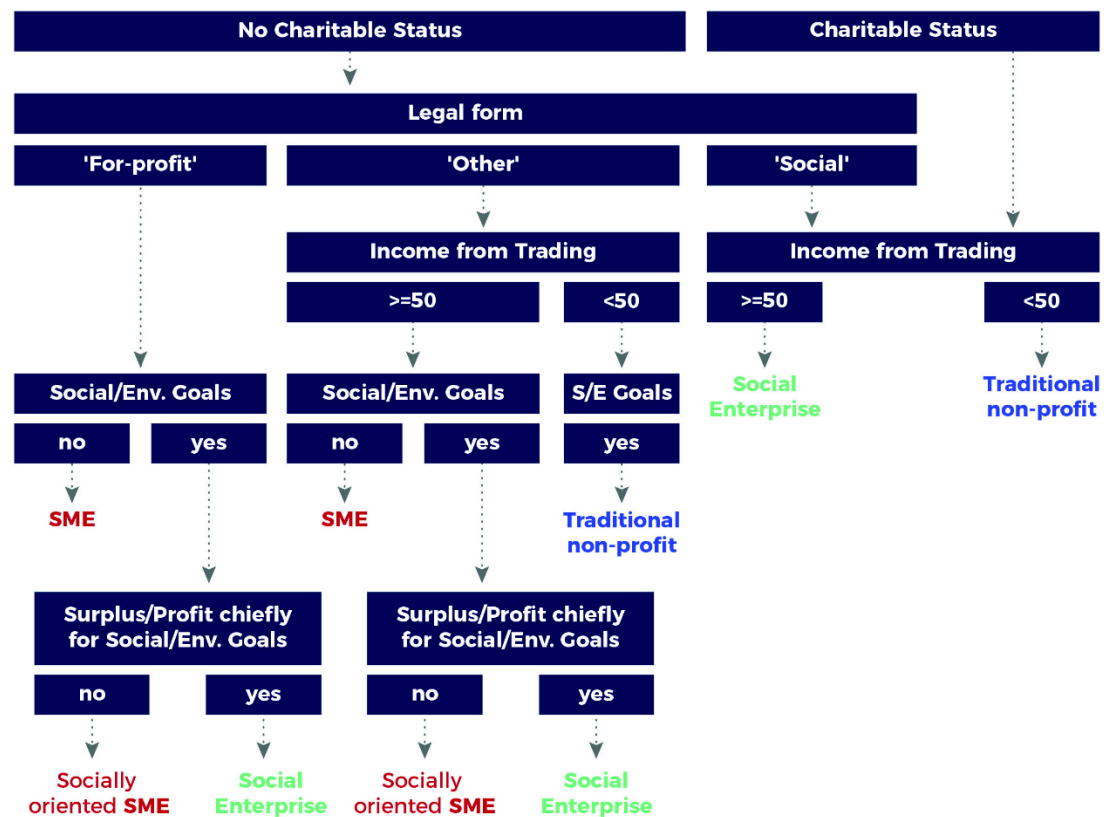 No Charitable Status
Charitable Status
Legal form
'For-profit'
'Other'
'Social'
Income from Trading
Income from Trading
>=50
<50
>=50
<50
Social/Env. Goals
Social/Env. Goals
S/E Goals
Social
Enterprise
Traditional
non-profit
no
yes
no
yes
yes
SME
SME
Traditional
non-profit
Surplus/Profit chiefly
for Social/Env. Goals
Surplus/Profit chiefly
for Social/Env. Goals
no
yes
no
yes
Socially
oriented SME
Social
Enterprise
Socially
oriented SME
Social
Enterprise